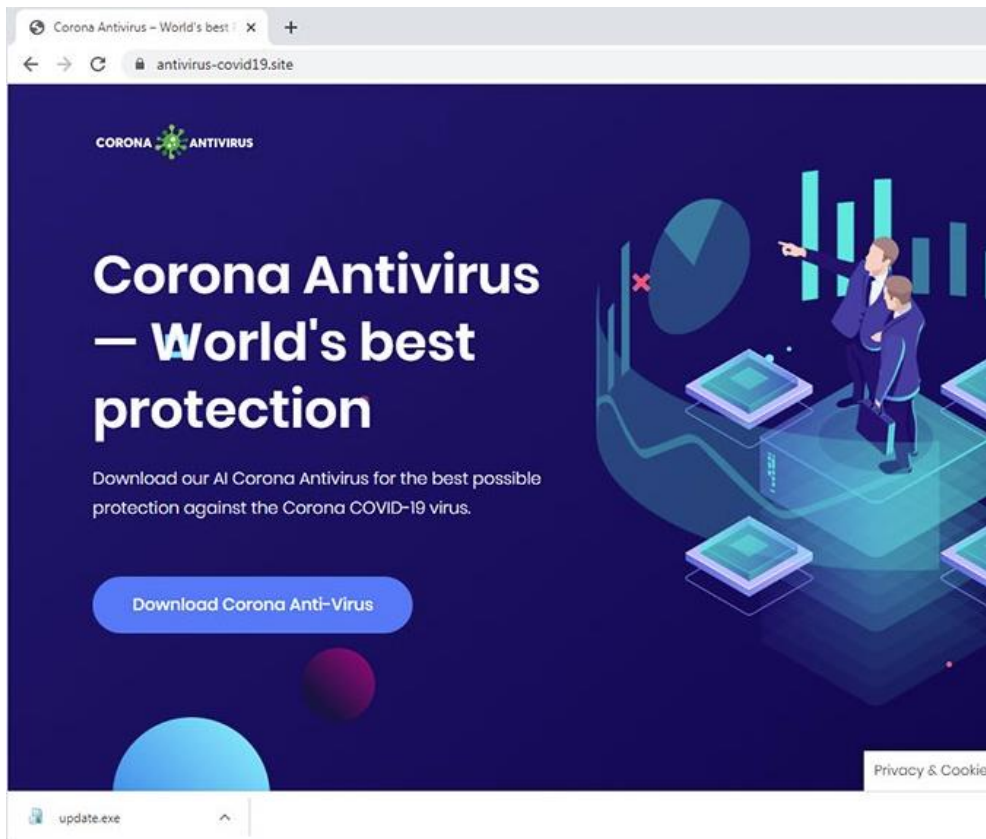 Corona Antivirus – World's best
antivirus-covid19.site
CORONA ANTIVIRUS
Corona Antivirus
— World's best
protection
Download our AI Corona Antivirus for the best possible
protection against the Corona COVID-19 virus.
Download Corona Anti-Virus
Privacy & Cookie
update.exe